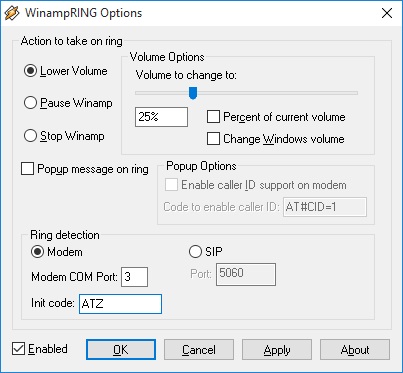 WinampRING Options
Action to take on ring
Lower Volume
Pause Winamp
Stop Winamp
Volume Options
Volume to change to:
25%
Percent of current volume
Change Windows volume
Popup message on ring
Popup Options
Enable caller ID support on modem
Code to enable caller ID: AT#CID=1
Ring detection
Modem
SIP
Modem COM Port: 3
Port: 5060
Init code: ATZ
Enabled
OK
Cancel
Apply
About